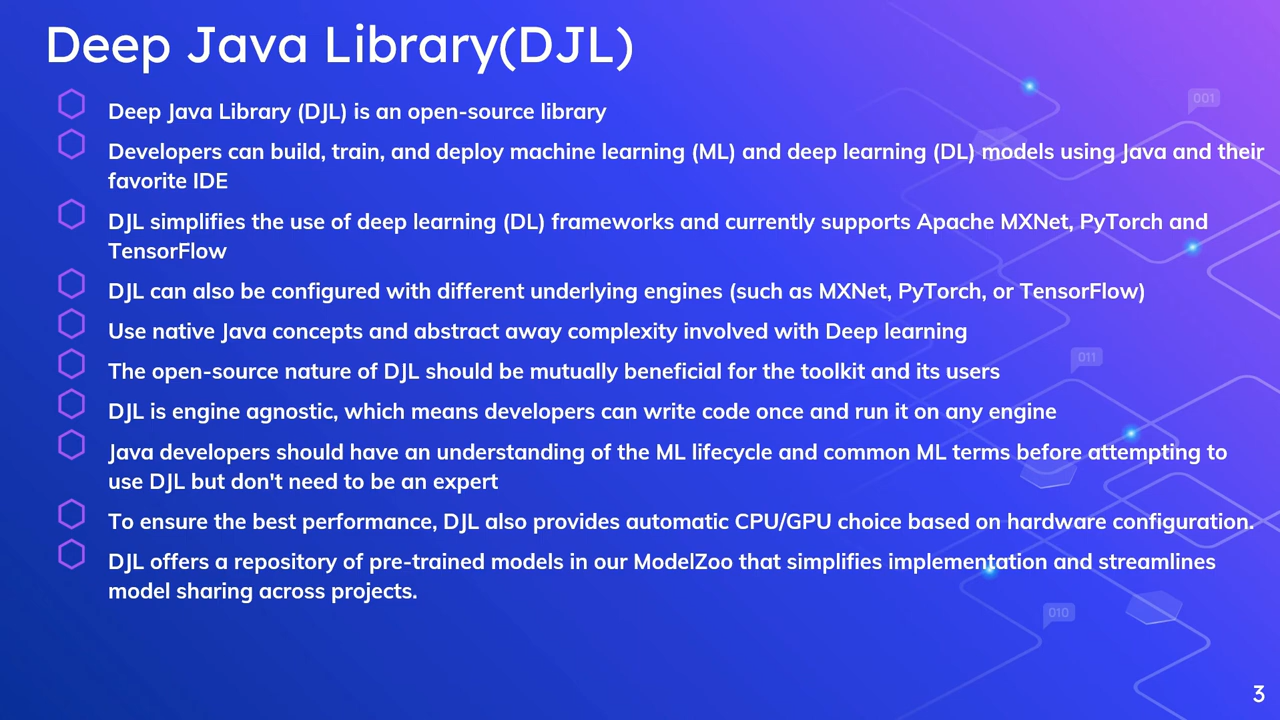 Deep Java Library(DJL)
Deep Java Library (DJL) is an open-source library
Developers can build, train, and deploy machine learning (ML) and deep learning (DL) models using Java and their
favorite IDE
DJL simplifies the use of deep learning (DL) frameworks and currently supports Apache MXNet, PyTorch and
TensorFlow
DJL can also be configured with different underlying engines (such as MXNet, PyTorch, or TensorFlow)
Use native Java concepts and abstract away complexity involved with Deep learning
The open-source nature of DJL should be mutually beneficial for the toolkit and its users
DJL is engine agnostic, which means developers can write code once and run it on any engine
Java developers should have an understanding of the ML lifecycle and common ML terms before attempting to
use DJL but don't need to be an expert
To ensure the best performance, DJL also provides automatic CPU/GPU choice based on hardware configuration.
DJL offers a repository of pre-trained models in our ModelZoo that simplifies implementation and streamlines
model sharing across projects.
001
011
010
3